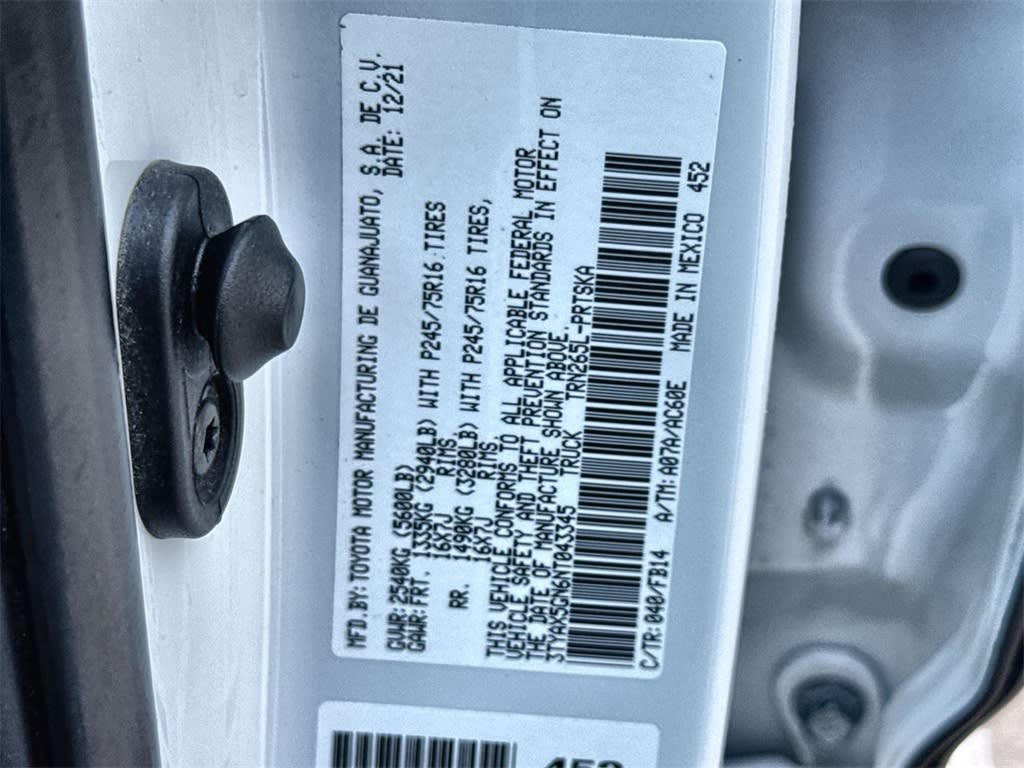 MFD.BY:TOYOTA MOTOR MANUFACTURING DE GUANAJUATO, S.A. DE C.V.
DATE: 12/21
GVWR:2540KG (5600LB)
GAWR:FRT. 1335KG (2940LB) WITH P245/75R16 TIRES
16X7J RIMS
RR. 1490KG (3280LB) WITH P245/75R16 TIRES,
16X7J RIMS
THIS VEHICLE CONFORMS TO ALL APPLICABLE FEDERAL MOTOR
VEHICLE SAFETY AND THEFT PREVENTION STANDARDS IN EFFECT ON
THE DATE OF MANUFACTURE SHOWN ABOVE.
3TYAX5GN6NT043345 TRUCK TRN265L-PRTSKA
C/TR:040/FB14 A/TM:A07A/AC60E MADE IN MEXICO 452
452